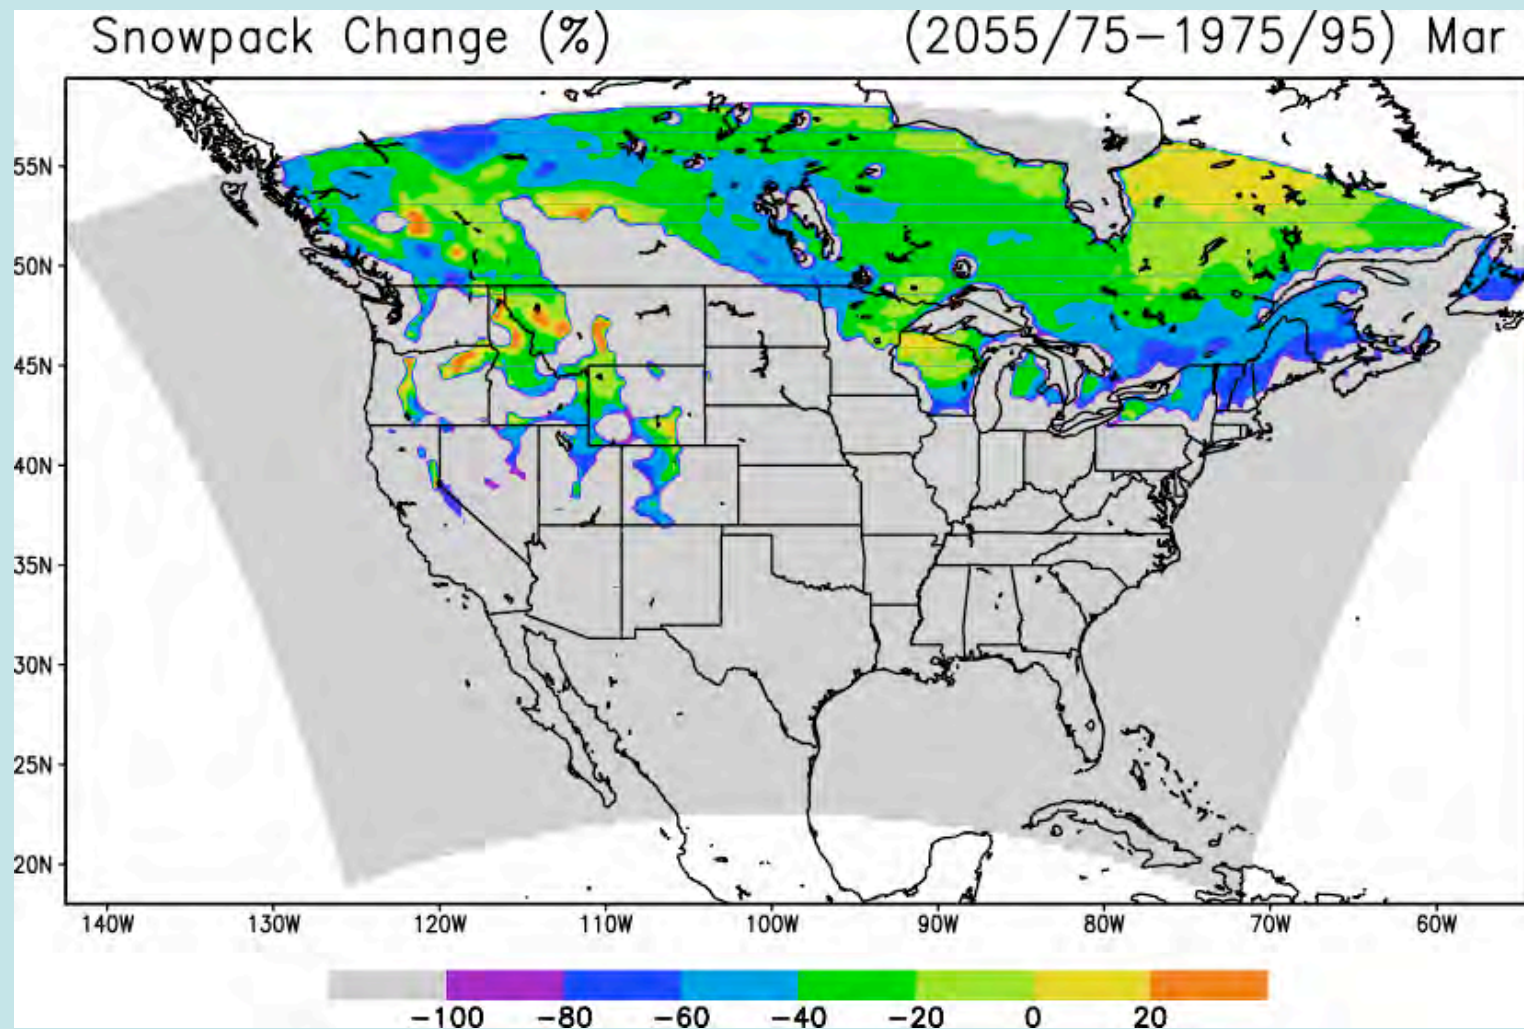 Snowpack Change (%) (2055/75-1975/95) Mar
55N
50N
45N
40N
35N
30N
25N
20N
140W 130W 120W 110W 100W 90W 80W 70W 60W
-100 -80 -60 -40 -20 0 20